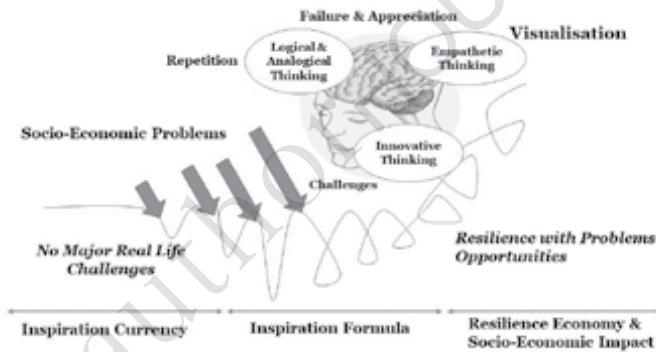 Failure & Appreciation
Visualisation
Logical &
Analogical
Thinking
Empathetic
Thinking
Repetition
Innovative
Thinking
Socio-Economic Problems
Challenges
No Major Real Life
Challenges
Resilience with Problems
Opportunities
Inspiration Currency
Inspiration Formula
Resilience Economy &
Socio-Economic Impact
author